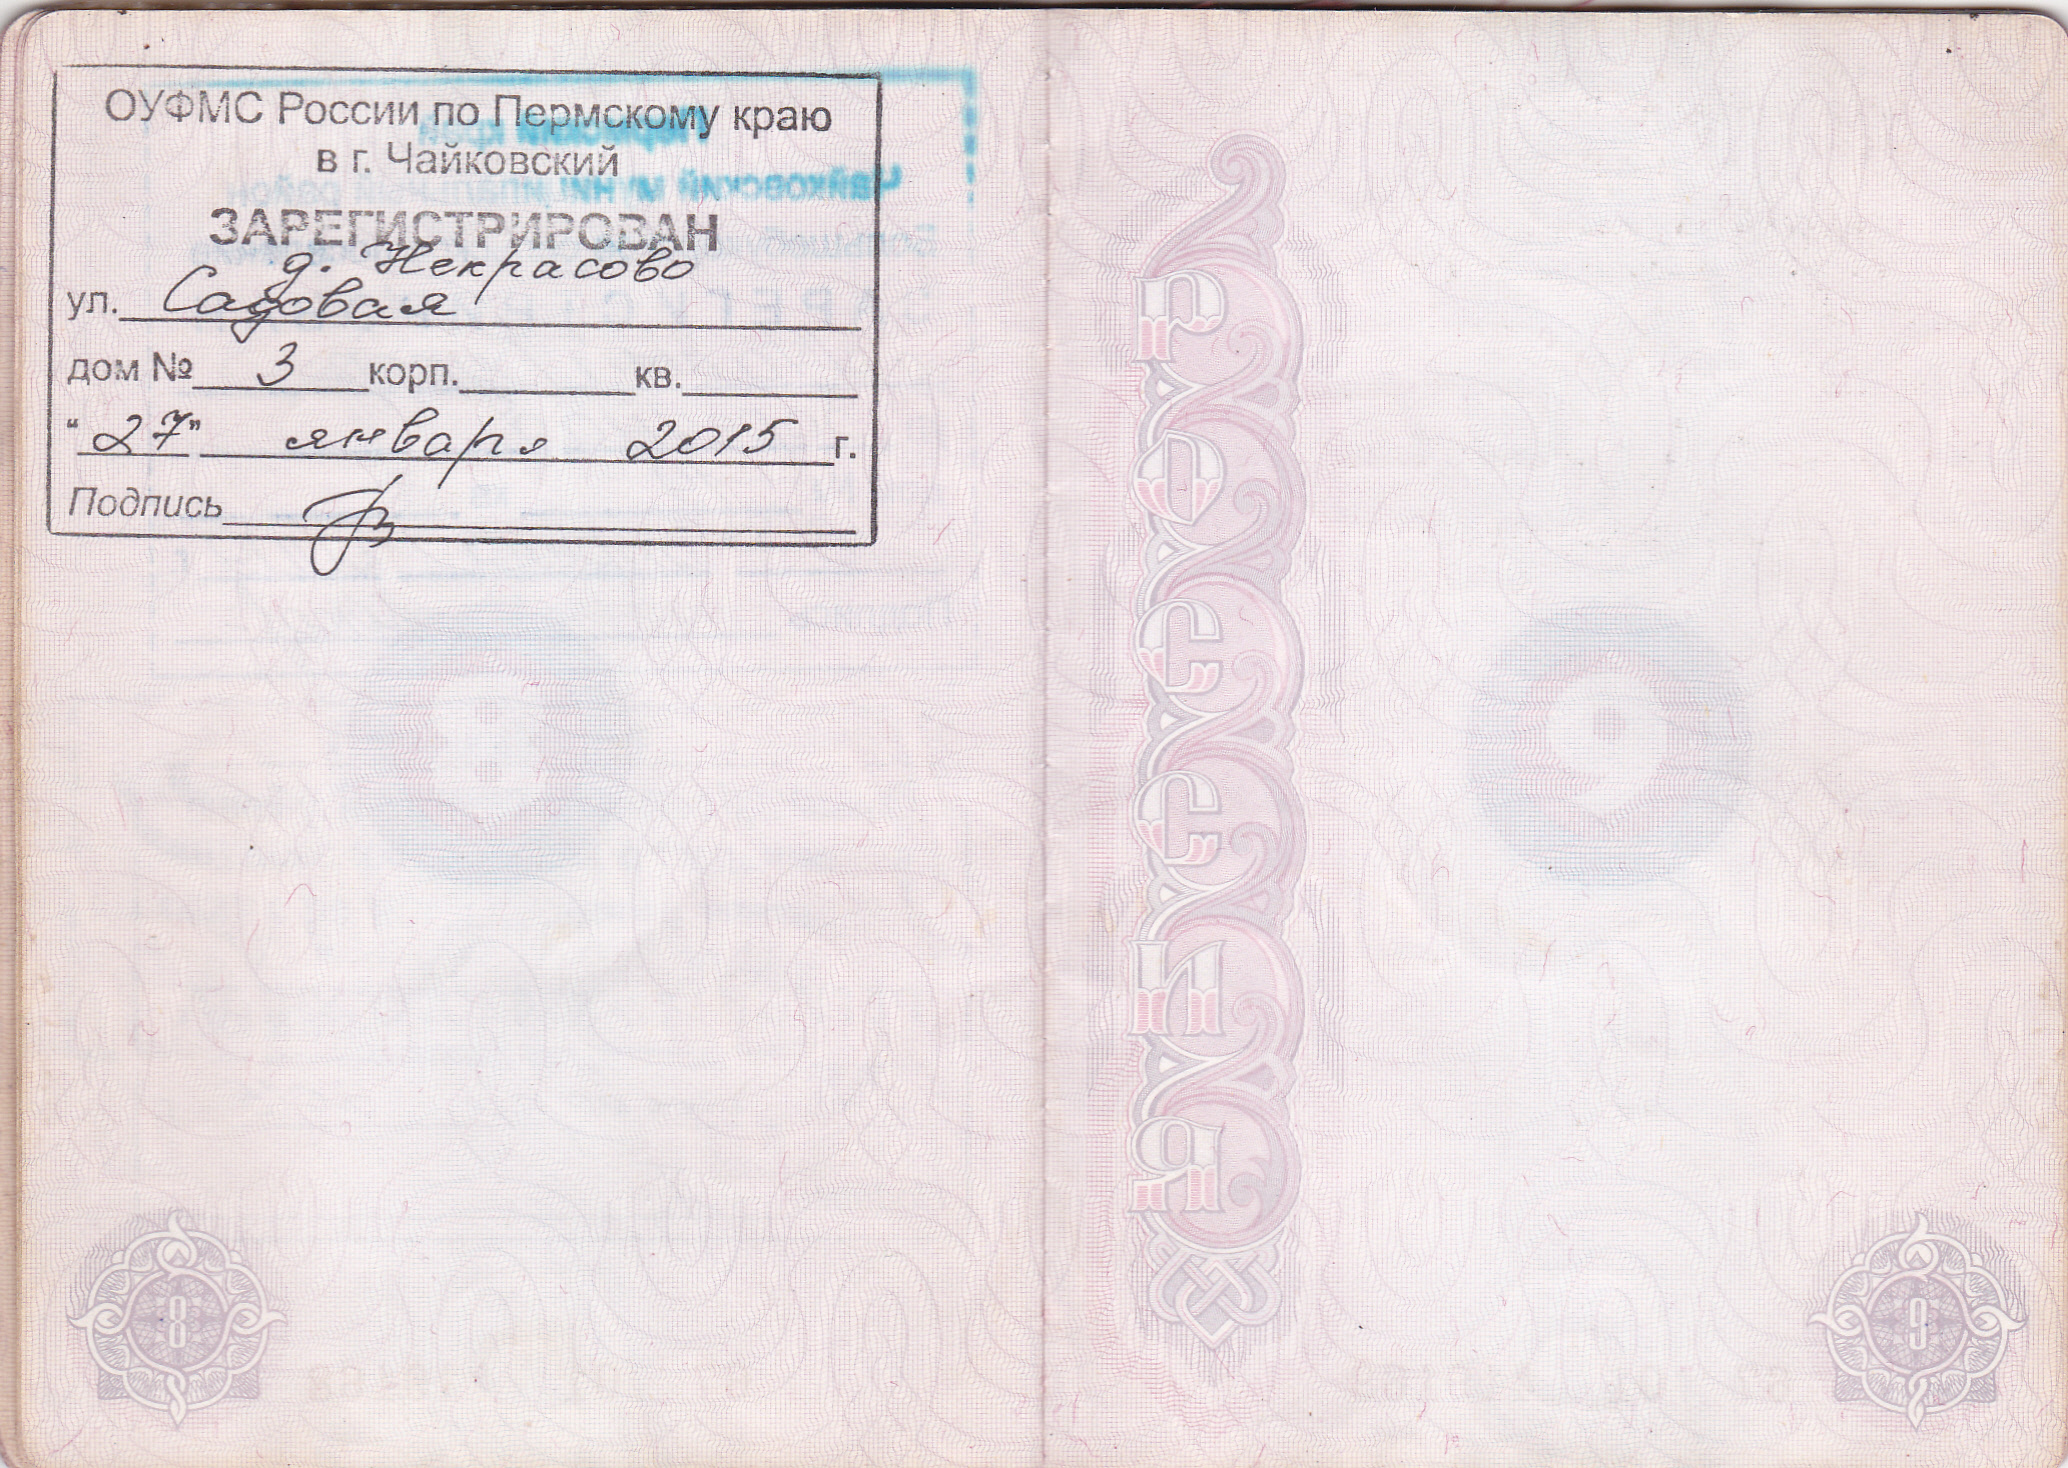 ОУФМС России по Пермскому краю
в г. Чайковский
ЗАРЕГИСТРИРОВАН
д. Некрасово
ул. Садовая
дом № 3 корп. кв.
"27" января 2015 г.
Подпись
РОССИЯ
8
9